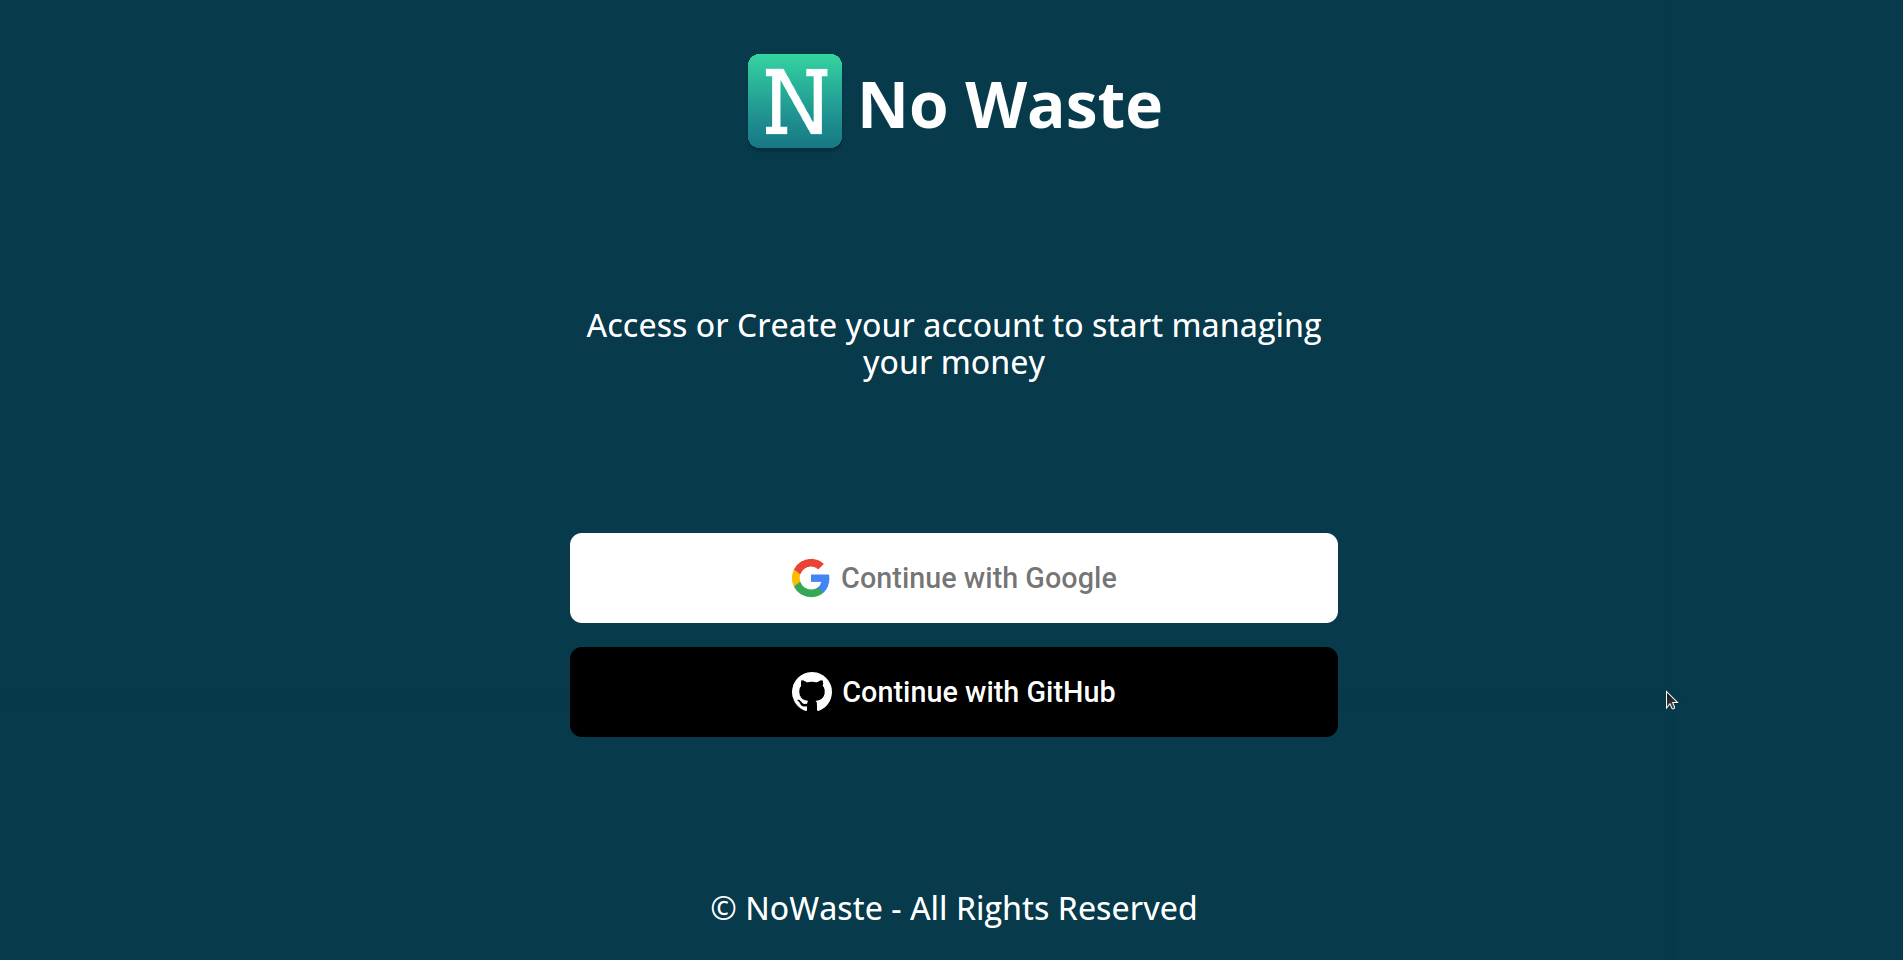 N No Waste
Access or Create your account to start managing
your money
Continue with Google
Continue with GitHub
© NoWaste - All Rights Reserved